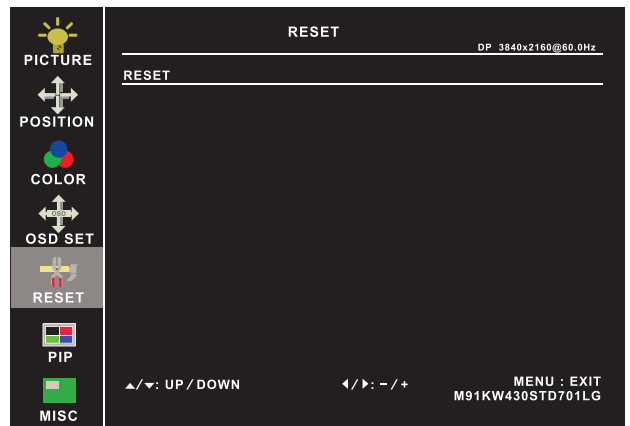 PICTURE
POSITION
COLOR
OSD
OSD SET
RESET
PIP
MISC
RESET
DP 3840x2160@60.0Hz
RESET
▲/▼: UP / DOWN
◀/▶: - / +
MENU : EXIT
M91KW430STD701LG